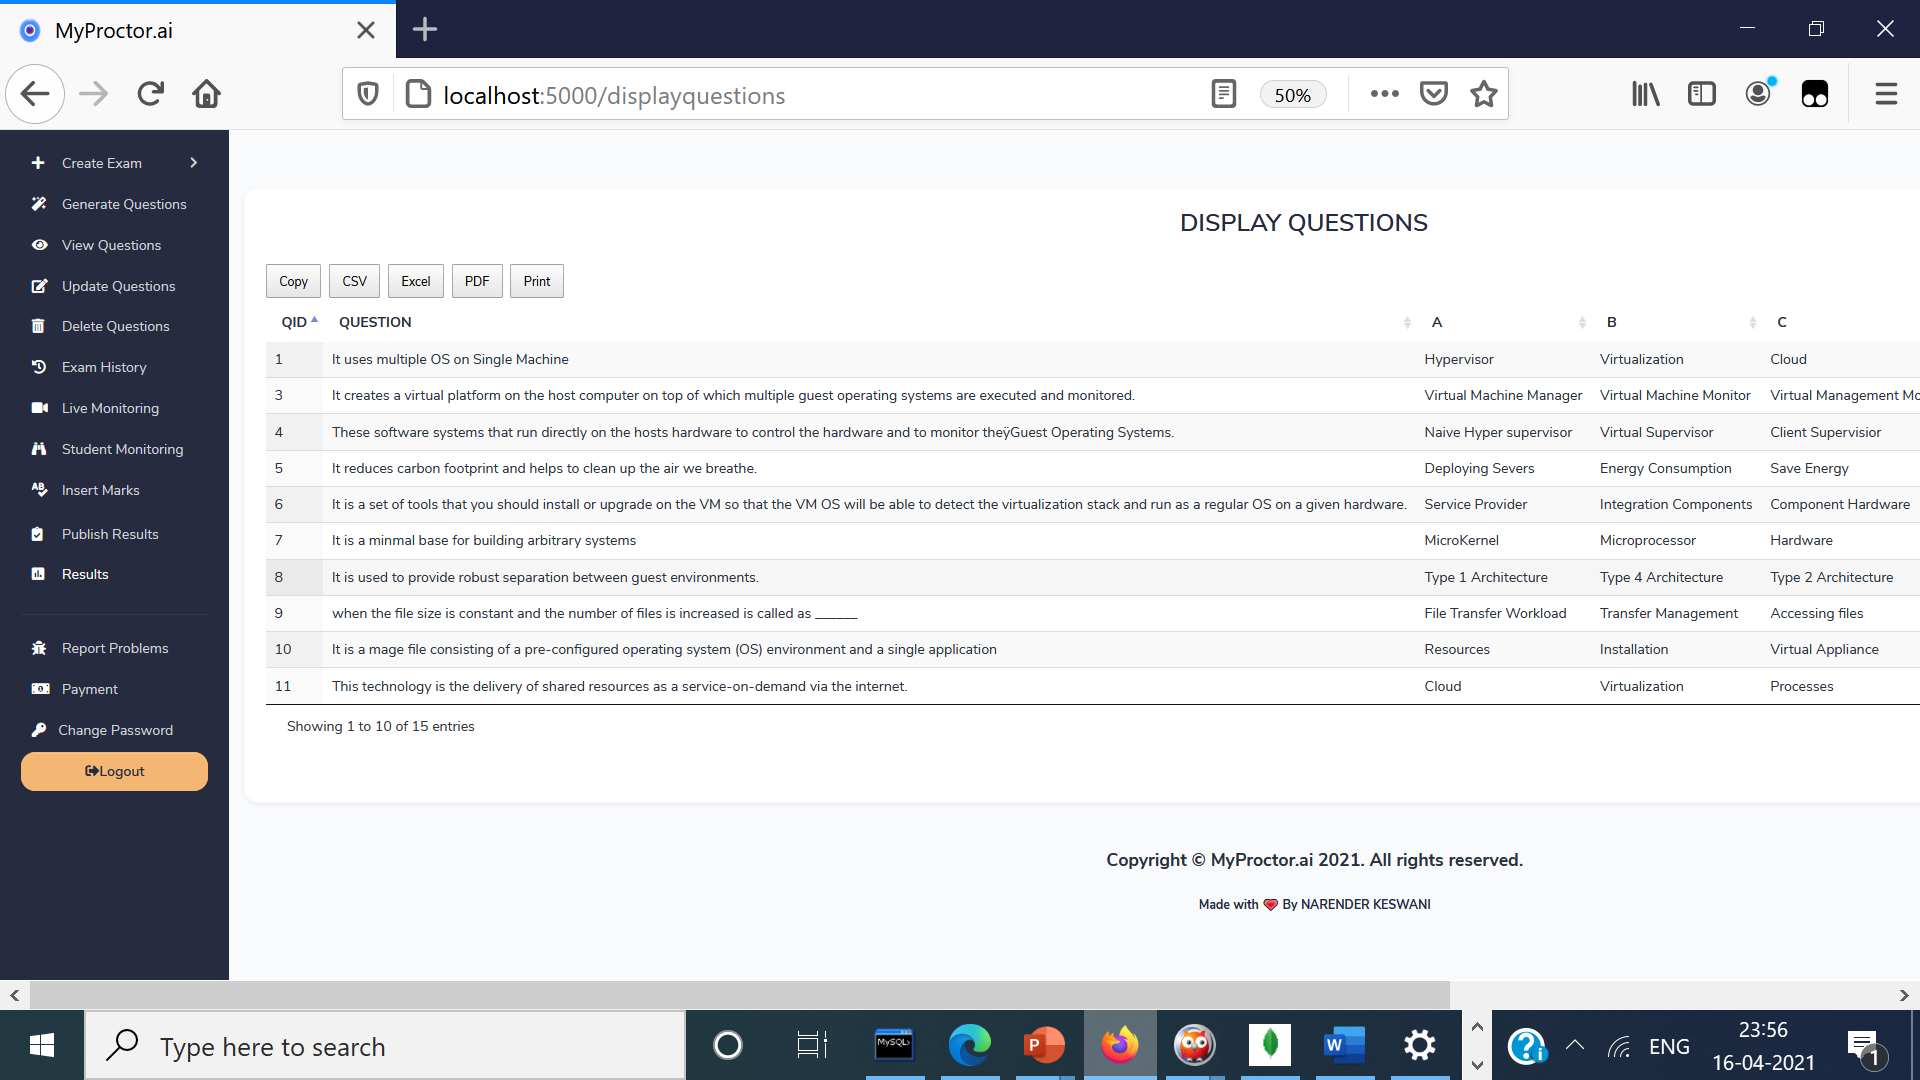 MyProctor.ai
localhost:5000/displayquestions
50%
Create Exam
Generate Questions
View Questions
Update Questions
Delete Questions
Exam History
Live Monitoring
Student Monitoring
Insert Marks
Publish Results
Results
Report Problems
Payment
Change Password
Logout
DISPLAY QUESTIONS
Copy CSV Excel PDF Print
QID QUESTION A B C
1 It uses multiple OS on Single Machine Hypervisor Virtualization Cloud
3 It creates a virtual platform on the host computer on top of which multiple guest operating systems are executed and monitored. Virtual Machine Manager Virtual Machine Monitor Virtual Management Mo
4 These software systems that run directly on the hosts hardware to control the hardware and to monitor theÿGuest Operating Systems. Naive Hyper supervisor Virtual Supervisor Client Supervisior
5 It reduces carbon footprint and helps to clean up the air we breathe. Deploying Severs Energy Consumption Save Energy
6 It is a set of tools that you should install or upgrade on the VM so that the VM OS will be able to detect the virtualization stack and run as a regular OS on a given hardware. Service Provider Integration Components Component Hardware
7 It is a minmal base for building arbitrary systems MicroKernel Microprocessor Hardware
8 It is used to provide robust separation between guest environments. Type 1 Architecture Type 4 Architecture Type 2 Architecture
9 when the file size is constant and the number of files is increased is called as ______ File Transfer Workload Transfer Management Accessing files
10 It is a mage file consisting of a pre-configured operating system (OS) environment and a single application Resources Installation Virtual Appliance
11 This technology is the delivery of shared resources as a service-on-demand via the internet. Cloud Virtualization Processes
Showing 1 to 10 of 15 entries
Copyright © MyProctor.ai 2021. All rights reserved.
Made with ❤ By NARENDER KESWANI
Type here to search
MySQL>
ENG
23:56
16-04-2021
1